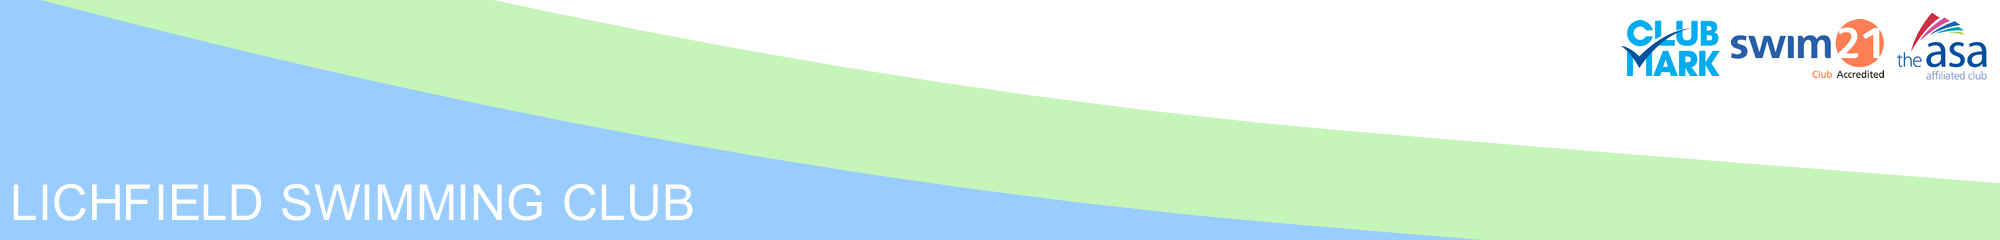 CLUB
MARK
swim21
Club Accredited
the asa
affiliated club
LICHFIELD SWIMMING CLUB